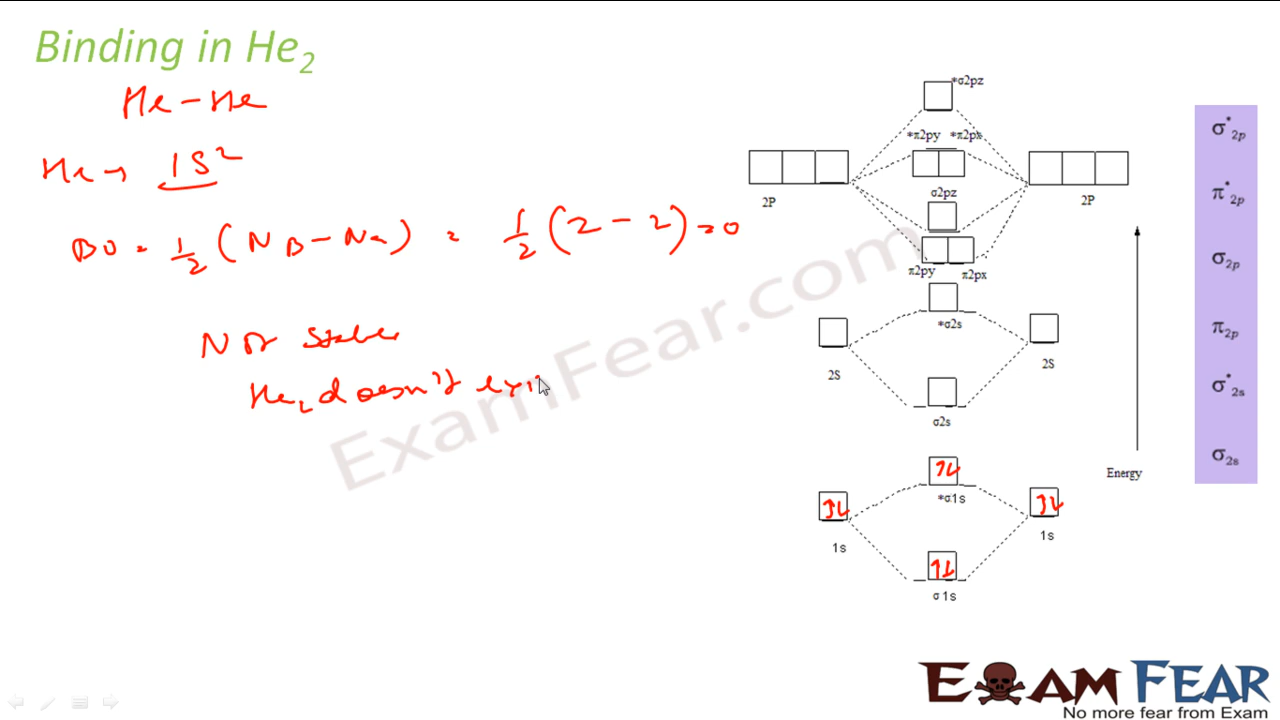 Binding in He2
He - He
He → 1S²
BO = 1/2 (NB - Na) = 1/2 (2 - 2) = 0
Not stable
He2 doesn't exi
*σ2pz
*π2py *π2px
2P
σ2pz
2P
π2py π2px
*σ2s
2S
2S
σ2s
*σ1s
1s
1s
σ1s
Energy
σ*2p
π*2p
σ2p
π2p
σ*2s
σ2s
ExamFear.com
EXAM FEAR
No more fear from Exam